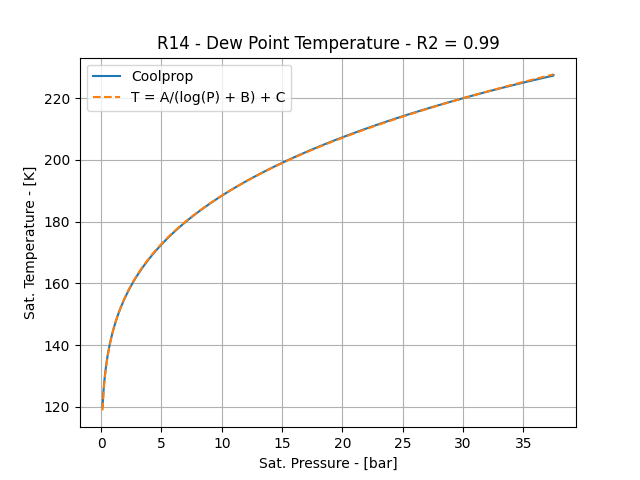 R14 - Dew Point Temperature - R2 = 0.99
Coolprop
T = A/(log(P) + B) + C
Sat. Temperature - [K]
220
200
180
160
140
120
0 5 10 15 20 25 30 35
Sat. Pressure - [bar]